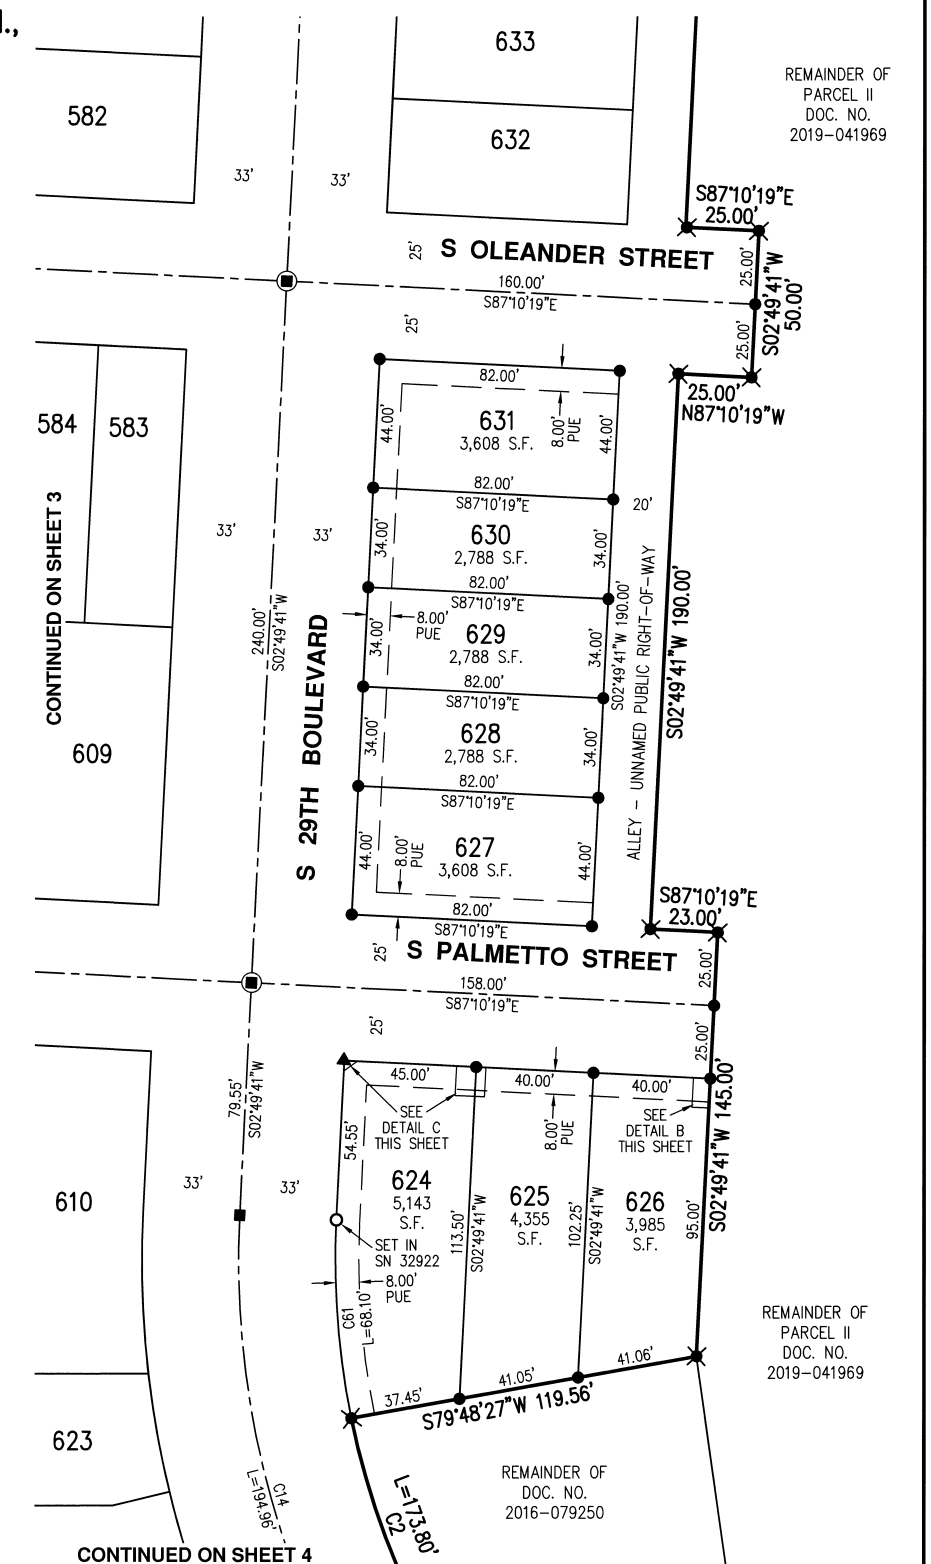 I.,
633
582
632
REMAINDER OF
PARCEL II
DOC. NO.
2019–041969
33'
33'
S87°10'19"E
25.00'
25'
S OLEANDER STREET
160.00'
S87°10'19"E
25.00'
25.00'
S02°49'41"W
50.00'
25'
25.00'
N87°10'19"W
82.00'
631
3,608 S.F.
44.00'
44.00'
8.00'
PUE
584
583
82.00'
S87°10'19"E
20'
33'
33'
630
2,788 S.F.
34.00'
34.00'
82.00'
S87°10'19"E
CONTINUED ON SHEET 3
240.00'
S02°49'41"W
8.00'
PUE
629
2,788 S.F.
34.00'
34.00'
S02°49'41"W 190.00'
ALLEY – UNNAMED PUBLIC RIGHT–OF–WAY
S02°49'41"W 190.00'
82.00'
S87°10'19"E
S 29TH BOULEVARD
628
2,788 S.F.
34.00'
34.00'
609
82.00'
S87°10'19"E
627
3,608 S.F.
44.00'
44.00'
8.00'
PUE
82.00'
S87°10'19"E
S87°10'19"E
23.00'
25'
S PALMETTO STREET
158.00'
S87°10'19"E
25.00'
25.00'
25'
79.55'
S02°49'41"W
45.00'
40.00'
40.00'
SEE
DETAIL C
THIS SHEET
8.00'
PUE
SEE
DETAIL B
THIS SHEET
S02°49'41"W 145.00'
54.55'
610
33'
33'
624
5,143
S.F.
113.50'
S02°49'41"W
625
4,355
S.F.
102.25'
S02°49'41"W
626
3,985
S.F.
95.00'
SET IN
SN 32922
8.00'
PUE
C61
L=68.10'
REMAINDER OF
PARCEL II
DOC. NO.
2019–041969
37.45'
41.05'
41.06'
S79°48'27"W 119.56'
623
C14
L=194.96'
L=173.80'
C2
REMAINDER OF
DOC. NO.
2016–079250
CONTINUED ON SHEET 4